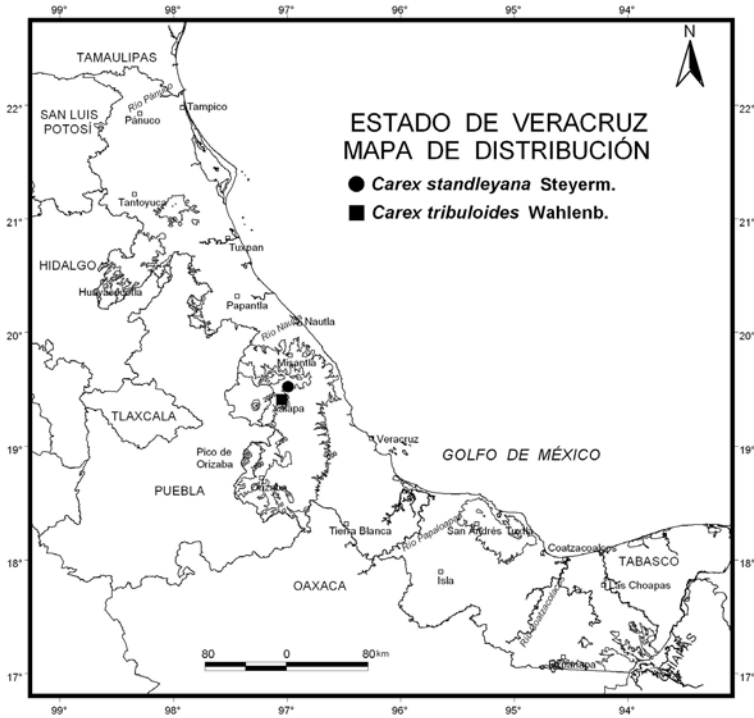 99° 98° 97° 96° 95° 94°
N
TAMAULIPAS
Río Pánuco
22° 22°
Tampico
Pánuco
SAN LUIS
POTOSÍ
ESTADO DE VERACRUZ
MAPA DE DISTRIBUCIÓN
Carex standleyana Steyerm.
Carex tribuloides Wahlenb.
Tantoyuca
21° 21°
Tuxpan
HIDALGO
Huayacocotla
Papantla
Nautla
Río Nautla
20° 20°
Misantla
TLAXCALA
Xalapa
19° 19°
Veracruz
GOLFO DE MÉXICO
Pico de
Orizaba
PUEBLA
Orizaba
Tierra Blanca
Río Papaloapan
San Andrés Tuxtla
Coatzacoalcos
18° 18°
TABASCO
OAXACA
Isla
Las Choapas
Río Coatzacoalcos
CHIAPAS
80 0 80 km
17° 17°
99° 98° 97° 96° 95° 94°